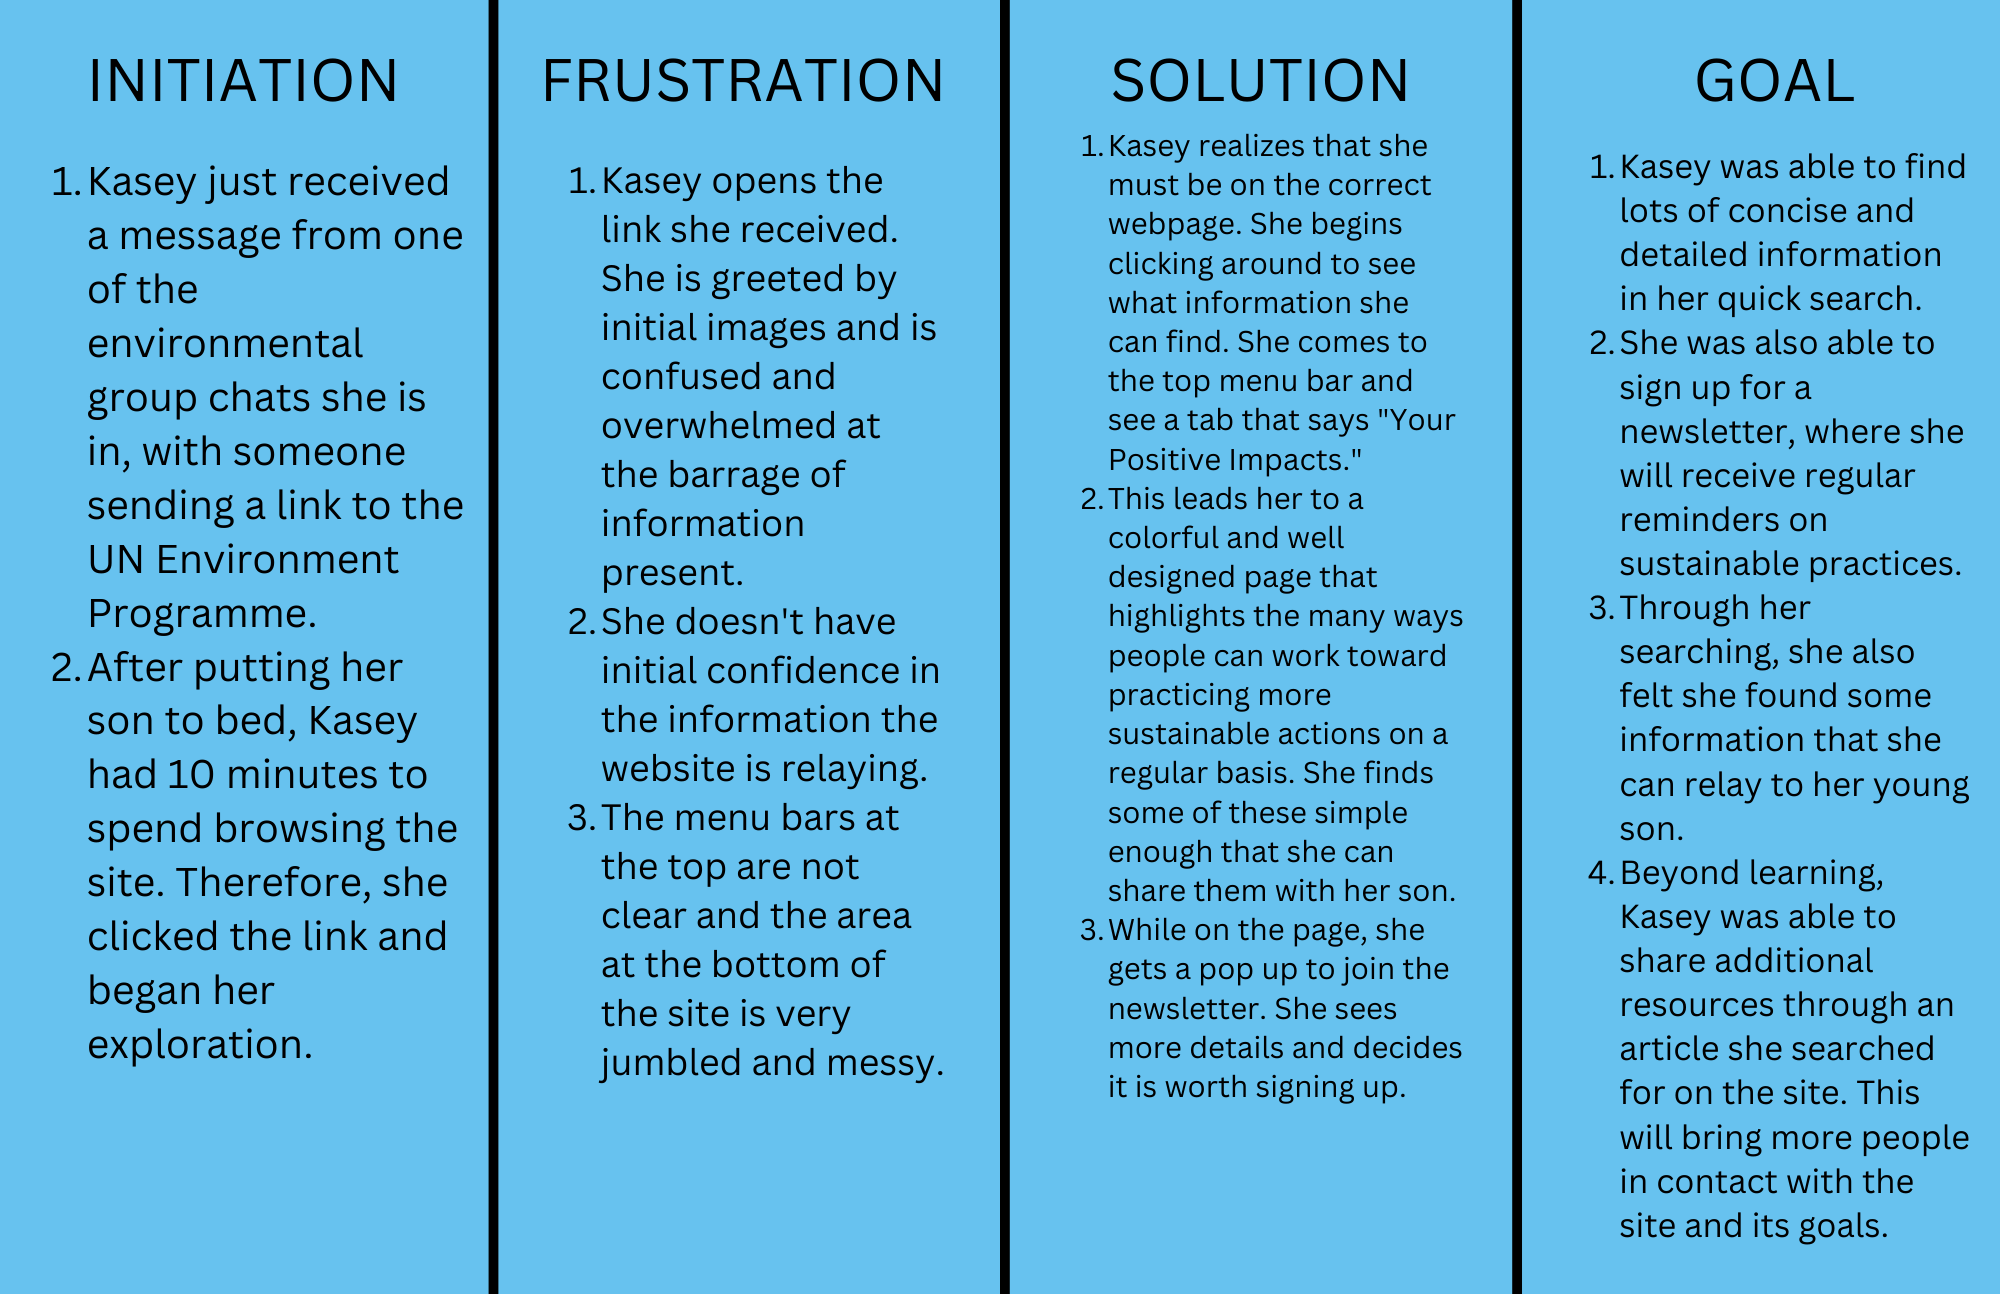 INITIATION
1. Kasey just received
a message from one
of the
environmental
group chats she is
in, with someone
sending a link to the
UN Environment
Programme.
2. After putting her
son to bed, Kasey
had 10 minutes to
spend browsing the
site. Therefore, she
clicked the link and
began her
exploration.
FRUSTRATION
1. Kasey opens the
link she received.
She is greeted by
initial images and is
confused and
overwhelmed at
the barrage of
information
present.
2. She doesn't have
initial confidence in
the information the
website is relaying.
3. The menu bars at
the top are not
clear and the area
at the bottom of
the site is very
jumbled and messy.
SOLUTION
1. Kasey realizes that she
must be on the correct
webpage. She begins
clicking around to see
what information she
can find. She comes to
the top menu bar and
see a tab that says "Your
Positive Impacts."
2. This leads her to a
colorful and well
designed page that
highlights the many ways
people can work toward
practicing more
sustainable actions on a
regular basis. She finds
some of these simple
enough that she can
share them with her son.
3. While on the page, she
gets a pop up to join the
newsletter. She sees
more details and decides
it is worth signing up.
GOAL
1. Kasey was able to find
lots of concise and
detailed information
in her quick search.
2. She was also able to
sign up for a
newsletter, where she
will receive regular
reminders on
sustainable practices.
3. Through her
searching, she also
felt she found some
information that she
can relay to her young
son.
4. Beyond learning,
Kasey was able to
share additional
resources through an
article she searched
for on the site. This
will bring more people
in contact with the
site and its goals.